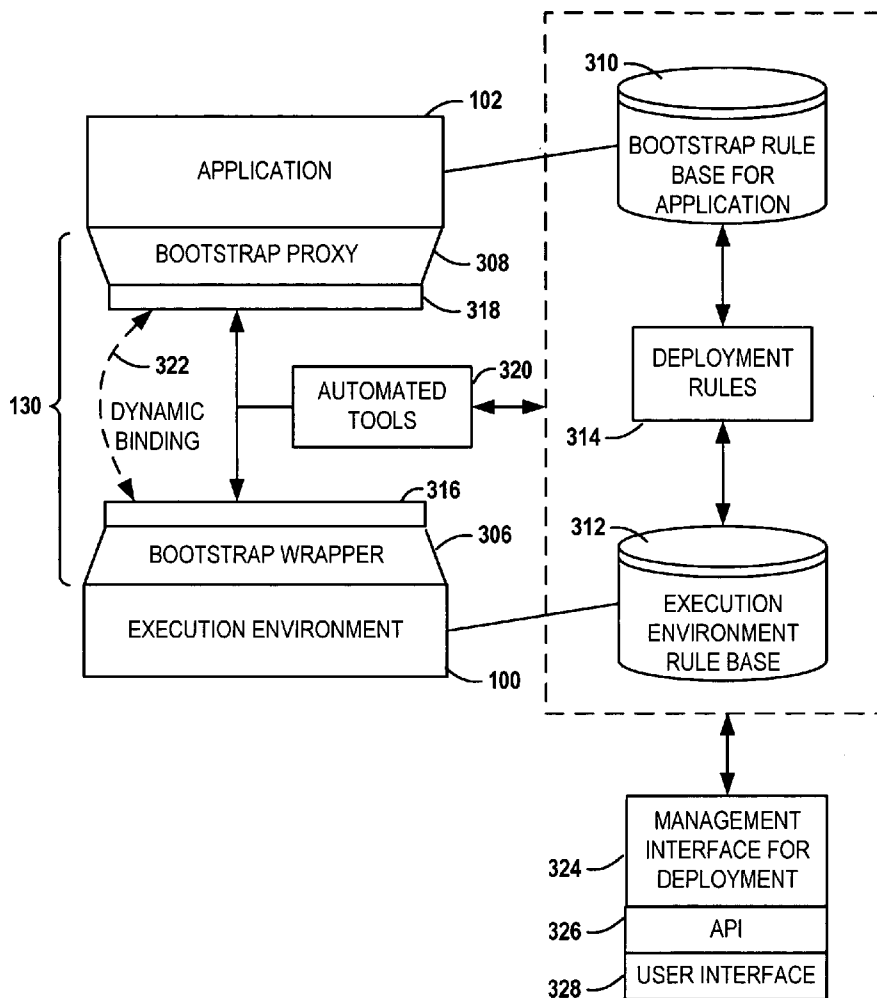 310
102
BOOTSTRAP RULE
BASE FOR
APPLICATION
APPLICATION
BOOTSTRAP PROXY
308
318
322
320
DEPLOYMENT
RULES
AUTOMATED
TOOLS
130
DYNAMIC
BINDING
314
316
312
306
BOOTSTRAP WRAPPER
EXECUTION
ENVIRONMENT
RULE BASE
EXECUTION ENVIRONMENT
100
MANAGEMENT
INTERFACE FOR
DEPLOYMENT
324
326
API
328
USER INTERFACE